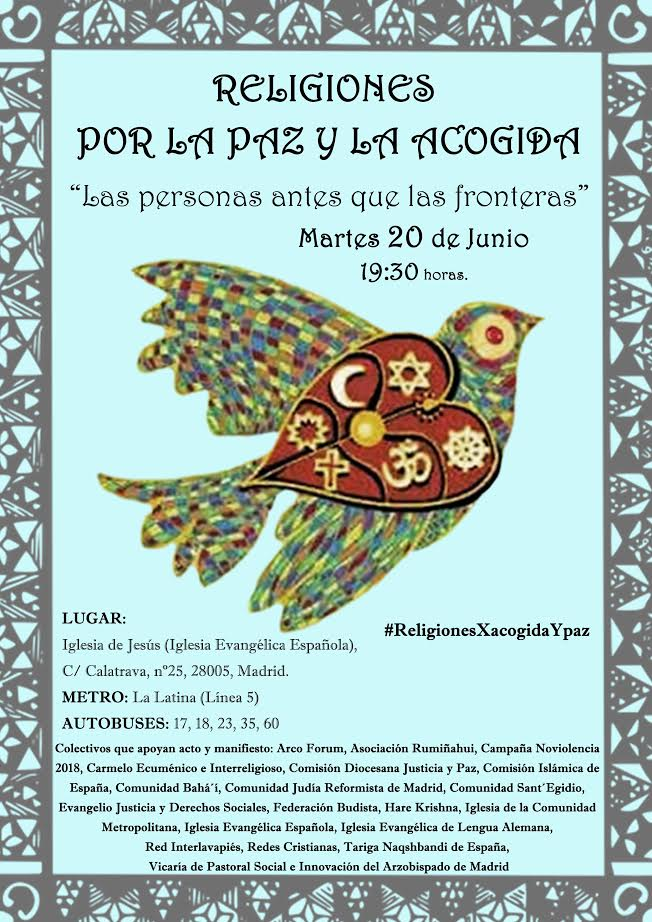 RELIGIONES
POR LA PAZ Y LA ACOGIDA
“Las personas antes que las fronteras”
Martes 20 de Junio
19:30 horas.
#ReligionesXacogidaYpaz
LUGAR:
Iglesia de Jesús (Iglesia Evangélica Española),
C/ Calatrava, nº25, 28005, Madrid.
METRO: La Latina (Línea 5)
AUTOBUSES: 17, 18, 23, 35, 60
Colectivos que apoyan acto y manifiesto: Arco Forum, Asociación Rumiñahui, Campaña Noviolencia
2018, Carmelo Ecuménico e Interreligioso, Comisión Diocesana Justicia y Paz, Comisión Islámica de
España, Comunidad Bahá´í, Comunidad Judía Reformista de Madrid, Comunidad Sant´Egidio,
Evangelio Justicia y Derechos Sociales, Federación Budista, Hare Krishna, Iglesia de la Comunidad
Metropolitana, Iglesia Evangélica Española, Iglesia Evangélica de Lengua Alemana,
Red Interlavapiés, Redes Cristianas, Tariga Naqshbandi de España,
Vicaría de Pastoral Social e Innovación del Arzobispado de Madrid